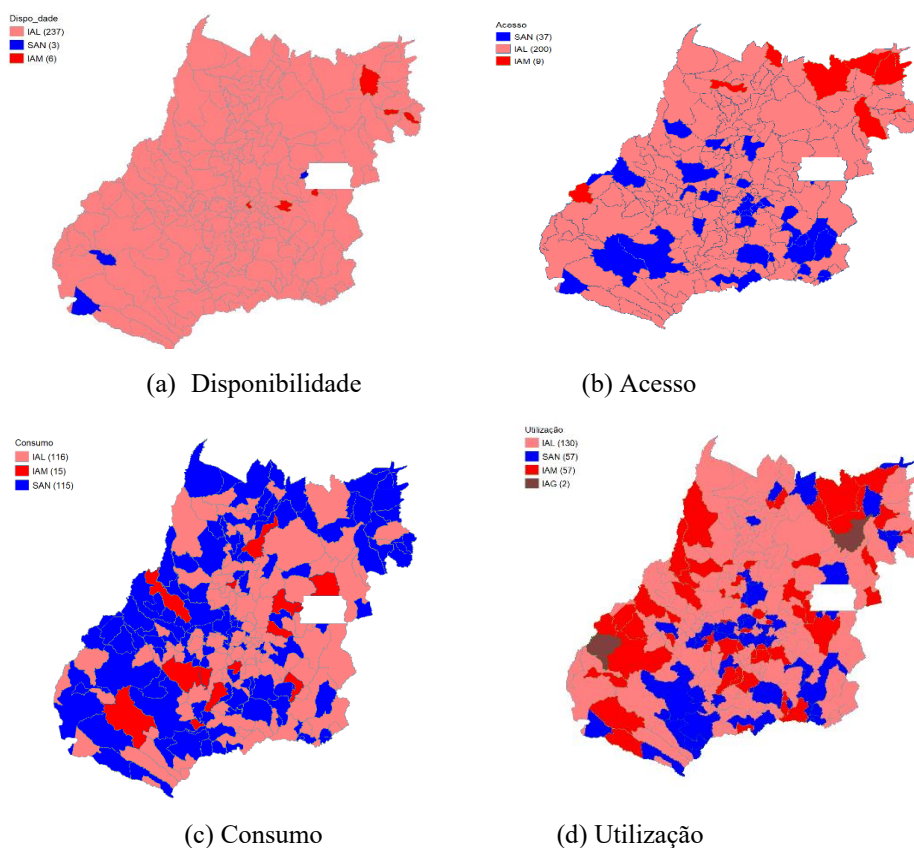 Dispo_dade
IAL (237)
SAN (3)
IAM (6)
Acesso
SAN (37)
IAL (200)
IAM (9)
(a) Disponibilidade
(b) Acesso
Consumo
IAL (116)
IAM (15)
SAN (115)
Utilização
IAL (130)
SAN (57)
IAM (57)
IAG (2)
(c) Consumo
(d) Utilização